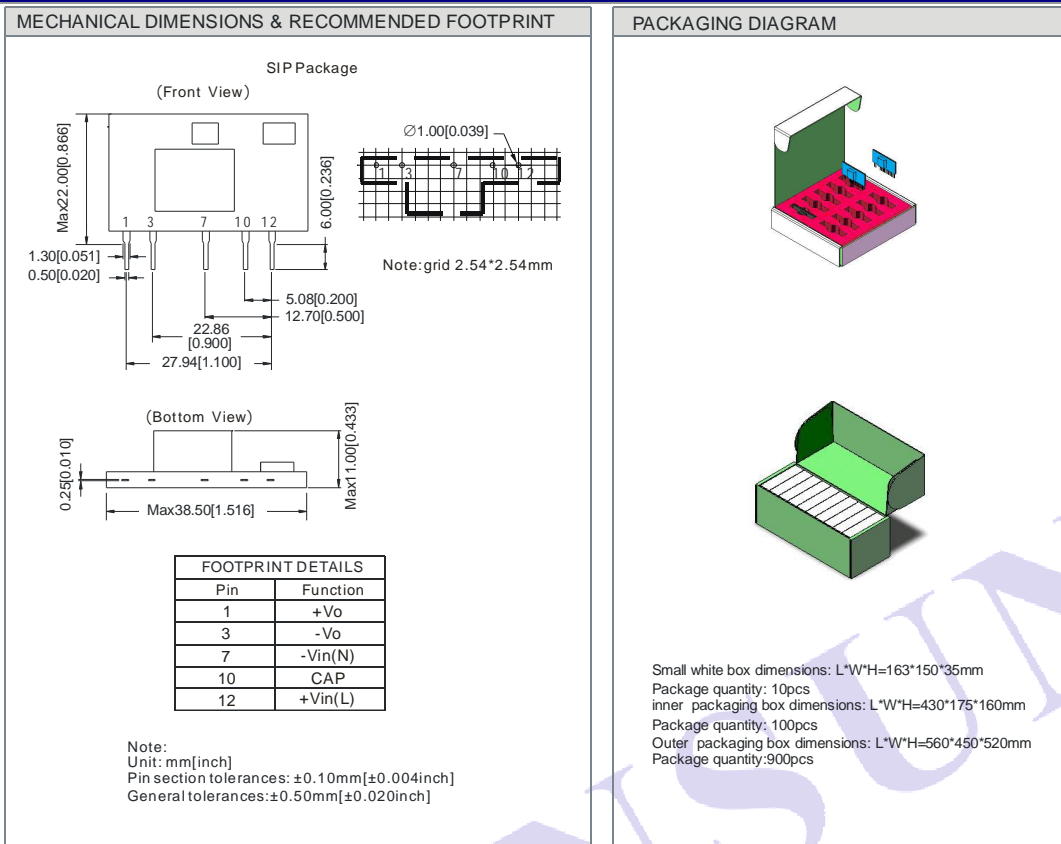 MECHANICAL DIMENSIONS & RECOMMENDED FOOTPRINT
SIP Package
(Front View)
Max22.00[0.866]
1 3 7 10 12
6.00[0.236]
1.30[0.051]
0.50[0.020]
5.08[0.200]
12.70[0.500]
22.86
[0.900]
27.94[1.100]
∅1.00[0.039]
1 3 7 10 12
Note:grid 2.54*2.54mm
(Bottom View)
0.25[0.010]
Max11.00[0.433]
Max38.50[1.516]
FOOTPRINT DETAILS
Pin Function
1 +Vo
3 -Vo
7 -Vin(N)
10 CAP
12 +Vin(L)
Note:
Unit: mm[inch]
Pin section tolerances: ±0.10mm[±0.004inch]
General tolerances:±0.50mm[±0.020inch]
PACKAGING DIAGRAM
Small white box dimensions: L*W*H=163*150*35mm
Package quantity: 10pcs
inner packaging box dimensions: L*W*H=430*175*160mm
Package quantity: 100pcs
Outer packaging box dimensions: L*W*H=560*450*520mm
Package quantity:900pcs